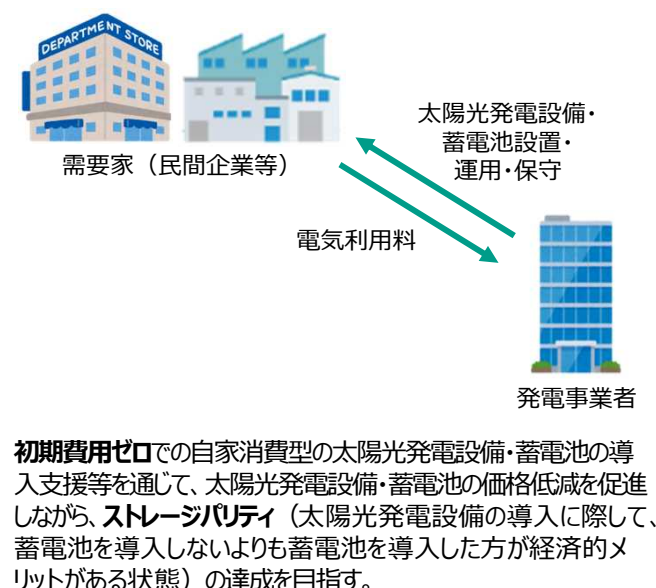 DEPARTMENT STORE
太陽光発電設備・
蓄電池設置・
運用・保守
需要家（民間企業等）
電気利用料
発電事業者
初期費用ゼロでの自家消費型の太陽光発電設備・蓄電池の導
入支援等を通じて、太陽光発電設備・蓄電池の価格低減を促進
しながら、ストレージパリティ（太陽光発電設備の導入に際して、
蓄電池を導入しないよりも蓄電池を導入した方が経済的メ
リットがある状態）の達成を目指す。